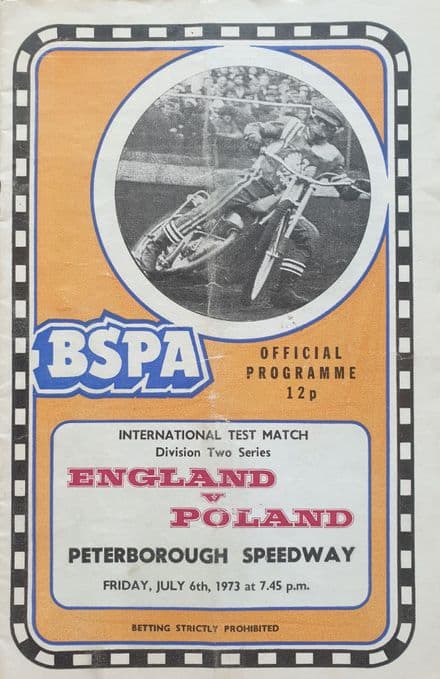 BSPA
OFFICIAL
PROGRAMME
12p
INTERNATIONAL TEST MATCH
Division Two Series
ENGLAND
v
POLAND
PETERBOROUGH SPEEDWAY
FRIDAY, JULY 6th, 1973 at 7.45 p.m.
BETTING STRICTLY PROHIBITED